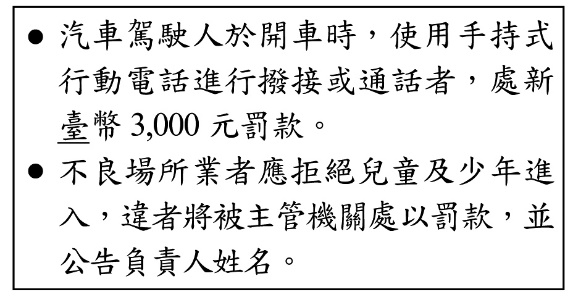 ● 汽車駕駛人於開車時，使用手持式
行動電話進行撥接或通話者，處新
臺幣 3,000 元罰款。
● 不良場所業者應拒絕兒童及少年進
入，違者將被主管機關處以罰款，並
公告負責人姓名。